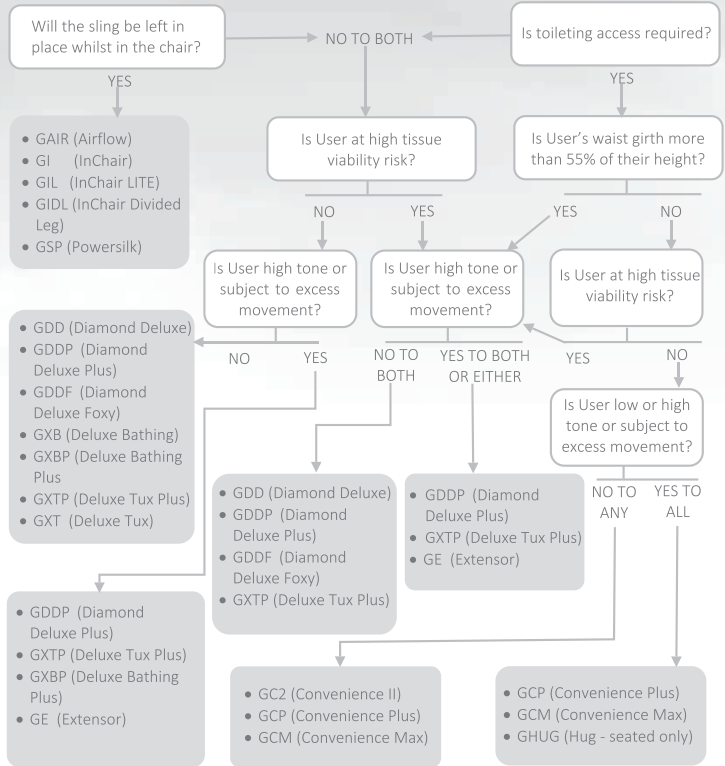 Will the sling be left in
place whilst in the chair?
NO TO BOTH
Is toileting access required?
YES
YES
• GAIR (Airflow)
• GI (InChair)
• GIL (InChair LITE)
• GIDL (InChair Divided
Leg)
• GSP (Powersilk)
Is User at high tissue
viability risk?
Is User's waist girth more
than 55% of their height?
NO
YES
YES
NO
Is User high tone or
subject to excess
movement?
Is User high tone or
subject to excess
movement?
Is User at high tissue
viability risk?
NO
YES
NO TO
BOTH
YES TO BOTH
OR EITHER
YES
NO
• GDD (Diamond Deluxe)
• GDDP (Diamond
Deluxe Plus)
• GDDF (Diamond
Deluxe Foxy)
• GXB (Deluxe Bathing)
• GXBP (Deluxe Bathing
Plus
• GXTP (Deluxe Tux Plus)
• GXT (Deluxe Tux)
Is User low or high
tone or subject to
excess movement?
NO TO
ANY
YES TO
ALL
• GDD (Diamond Deluxe)
• GDDP (Diamond
Deluxe Plus)
• GDDF (Diamond
Deluxe Foxy)
• GXTP (Deluxe Tux Plus)
• GDDP (Diamond
Deluxe Plus)
• GXTP (Deluxe Tux Plus)
• GE (Extensor)
• GDDP (Diamond
Deluxe Plus)
• GXTP (Deluxe Tux Plus)
• GXBP (Deluxe Bathing
Plus)
• GE (Extensor)
• GC2 (Convenience II)
• GCP (Convenience Plus)
• GCM (Convenience Max)
• GCP (Convenience Plus)
• GCM (Convenience Max)
• GHUG (Hug - seated only)